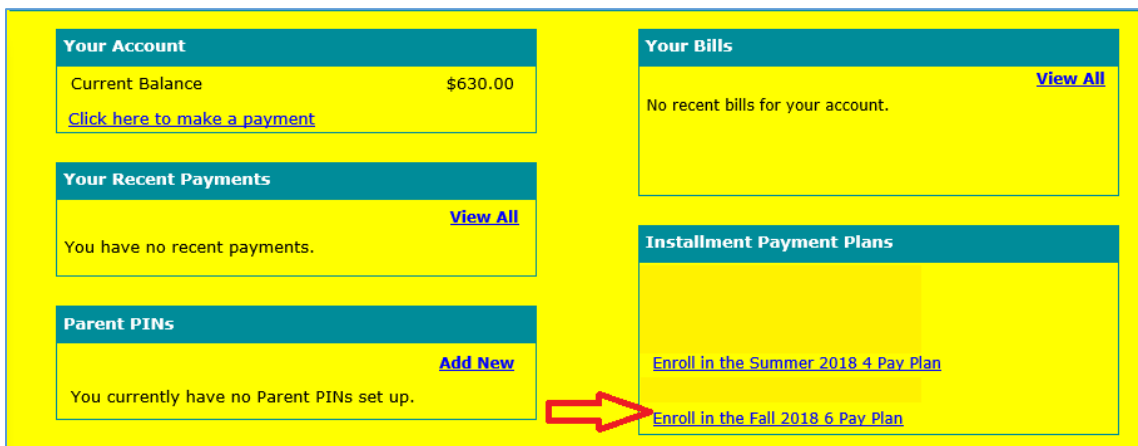 Your Account
Current Balance $630.00
Click here to make a payment
Your Recent Payments
View All
You have no recent payments.
Parent PINs
Add New
You currently have no Parent PINs set up.
Your Bills
View All
No recent bills for your account.
Installment Payment Plans
Enroll in the Summer 2018 4 Pay Plan
Enroll in the Fall 2018 6 Pay Plan